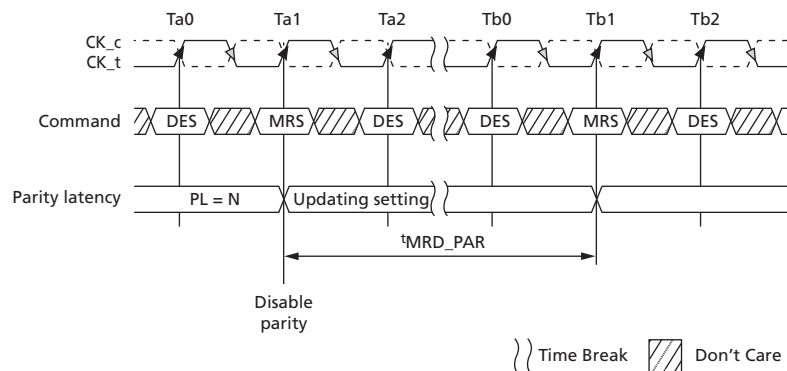 Ta0 Ta1 Ta2 Tb0 Tb1 Tb2
CK_c
CK_t
Command DES MRS DES DES MRS DES
Parity latency PL = N Updating setting
tMRD_PAR
Disable
parity
Time Break Don't Care